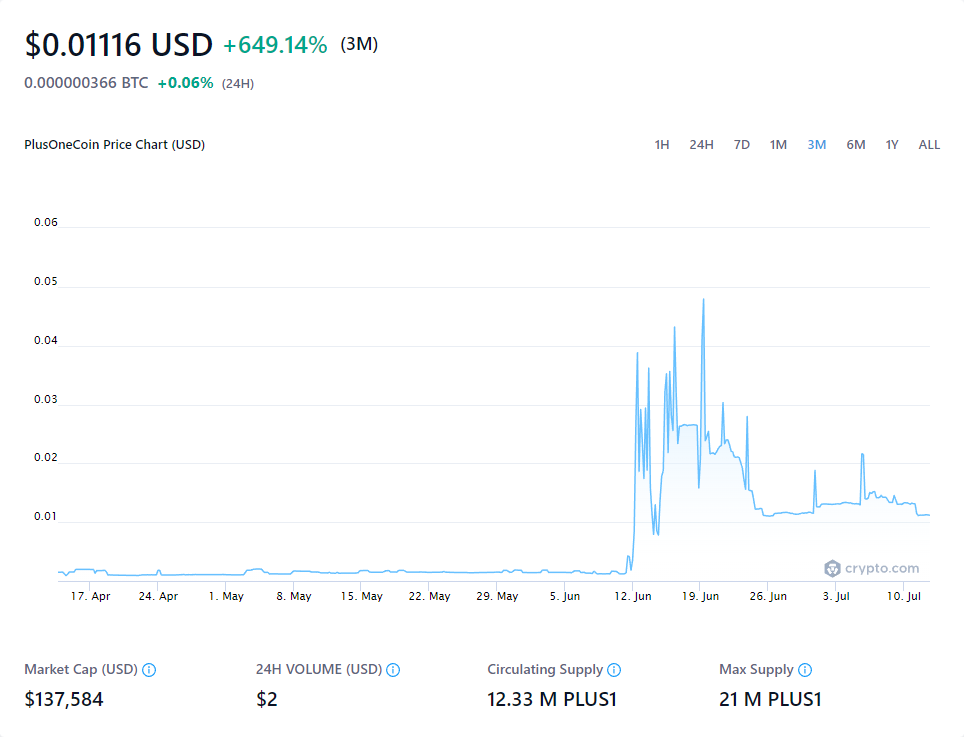 $0.01116 USD +649.14% (3M)
0.000000366 BTC +0.06% (24H)
PlusOneCoin Price Chart (USD)
1H 24H 7D 1M 3M 6M 1Y ALL
0.06
0.05
0.04
0.03
0.02
0.01
crypto.com
17. Apr 24. Apr 1. May 8. May 15. May 22. May 29. May 5. Jun 12. Jun 19. Jun 26. Jun 3. Jul 10. Jul
Market Cap (USD) 24H VOLUME (USD) Circulating Supply Max Supply
$137,584 $2 12.33 M PLUS1 21 M PLUS1